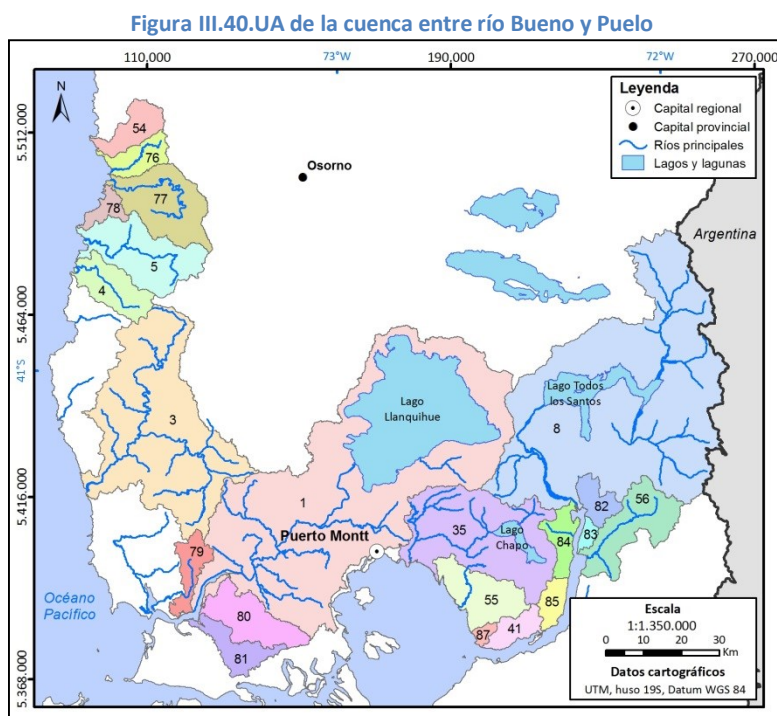 Figura III.40.UA de la cuenca entre río Bueno y Puelo
110.000
73°W
190.000
72°W
270.000
N
Leyenda
Capital regional
Capital provincial
Ríos principales
Lagos y lagunas
5.512.000
54
76
Osorno
77
78
Argentina
5
4
5.464.000
41°S
Lago
Llanquihue
Lago Todos
los Santos
3
8
5.416.000
1
35
82
56
Puerto Montt
Lago
Chapo
84
83
79
55
85
Océano
Pacífico
80
87
41
81
Escala
1:1.350.000
0 10 20 30
Km
Datos cartográficos
UTM, huso 19S, Datum WGS 84
5.368.000